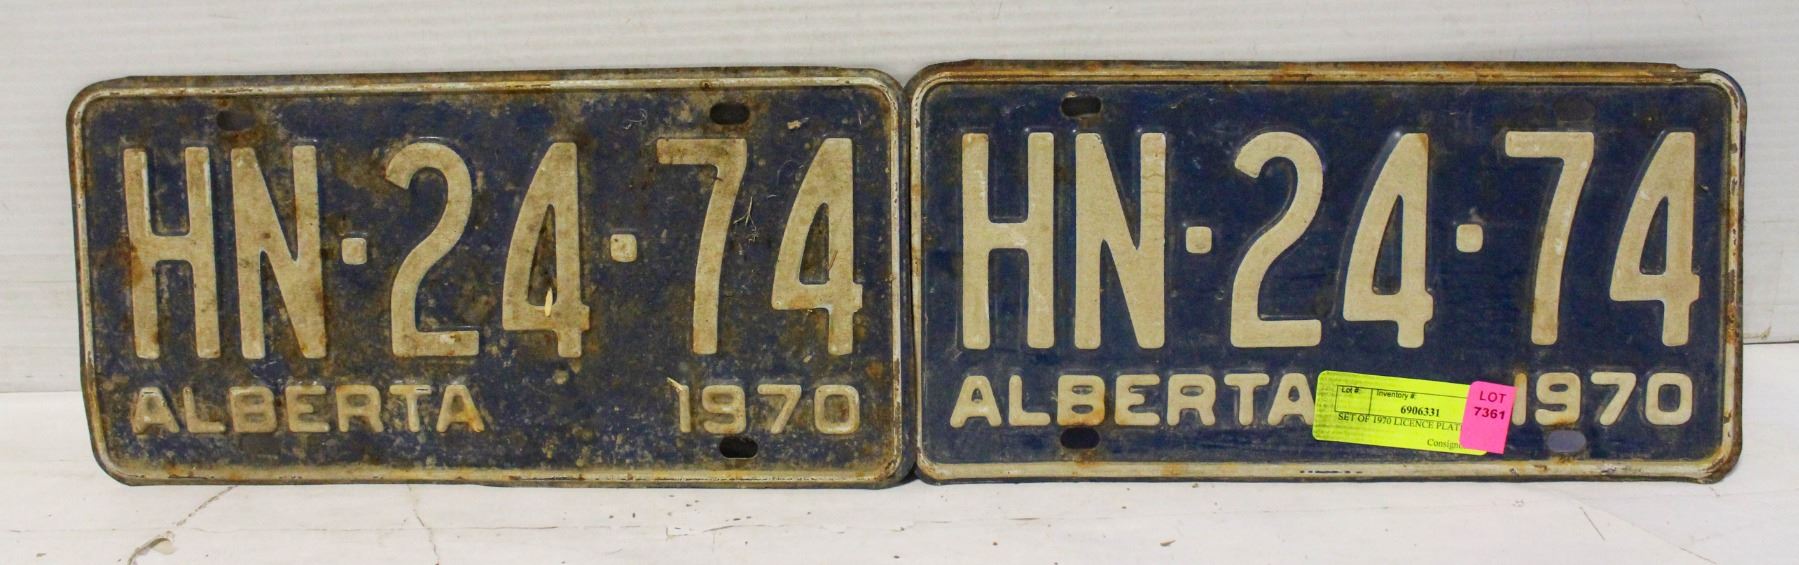 HN·24·74
ALBERTA 1970
HN·24·74
ALBERTA 1970
Lot #: Inventory #:
6906331
SET OF 1970 LICENCE
LOT
7361